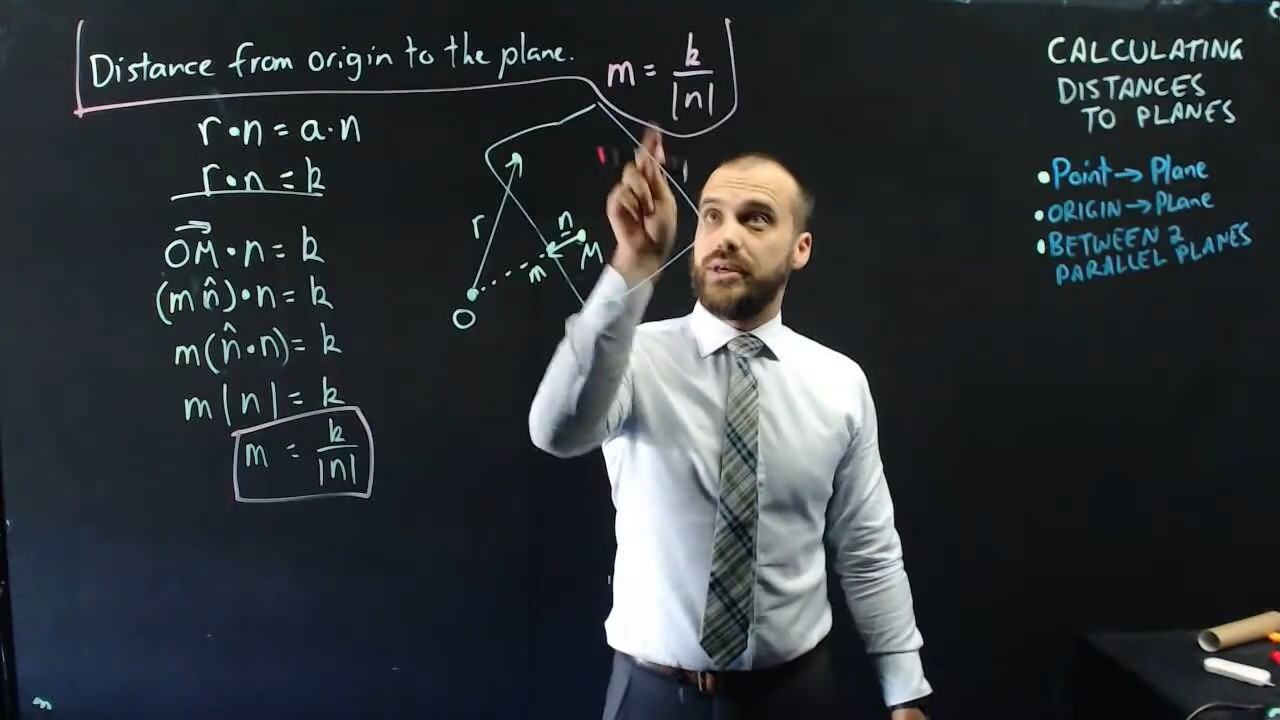 Distance from origin to the plane. m = k/|n|
r·n = a·n
r·n = k
OM·n = k
(m n̂)·n = k
m(n̂·n) = k
m|n| = k
m = k/|n|
r
n
M
m
O
CALCULATING
DISTANCES
TO PLANES
•Point→Plane
•ORIGIN→Plane
•BETWEEN 2
PARALLEL PLANES